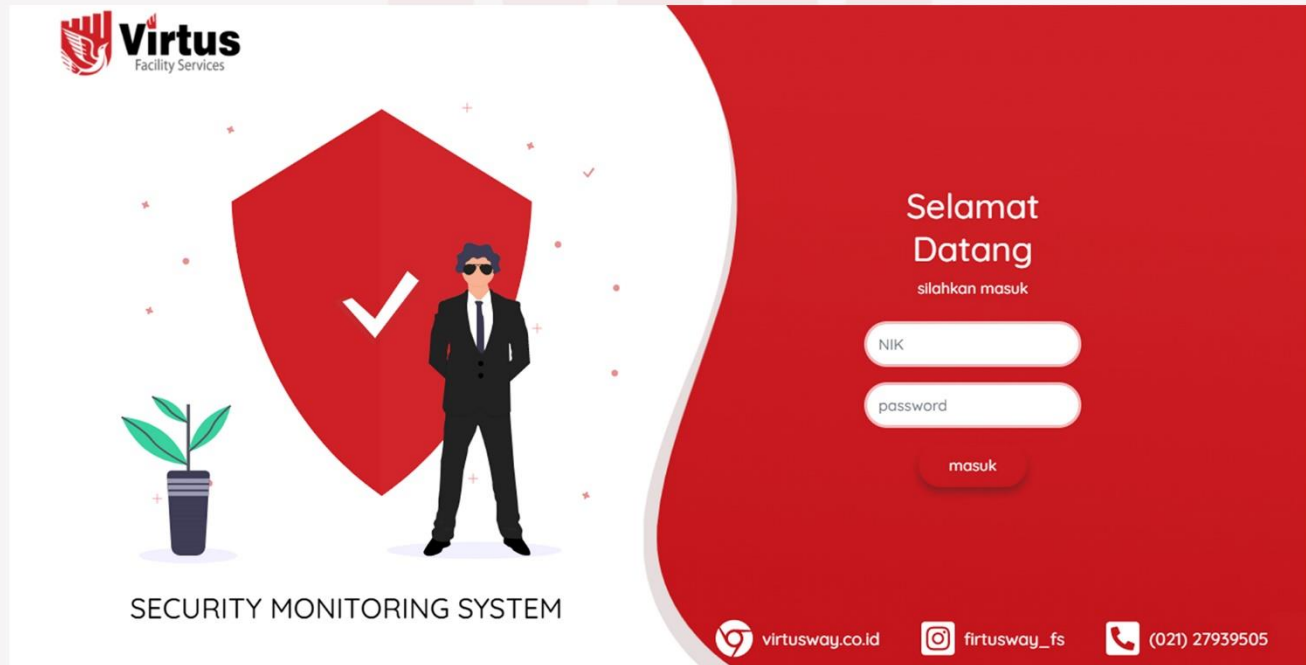 Virtus
Facility Services
SECURITY MONITORING SYSTEM
Selamat
Datang
silahkan masuk
NIK
password
masuk
virtusway.co.id
firtusway_fs
(021) 27939505